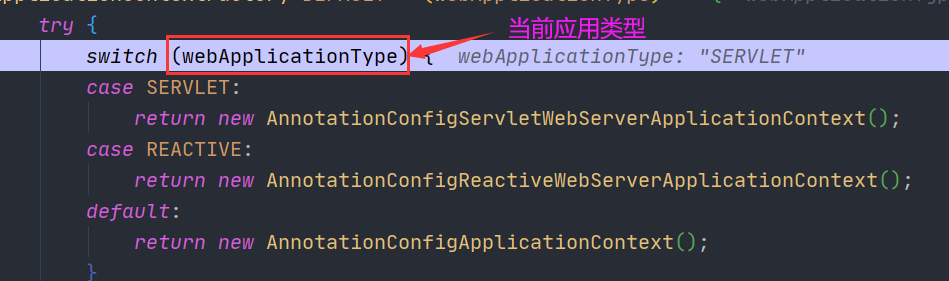 try {
当前应用类型
switch (webApplicationType) { webApplicationType: "SERVLET"
case SERVLET:
return new AnnotationConfigServletWebServerApplicationContext();
case REACTIVE:
return new AnnotationConfigReactiveWebServerApplicationContext();
default:
return new AnnotationConfigApplicationContext();
}